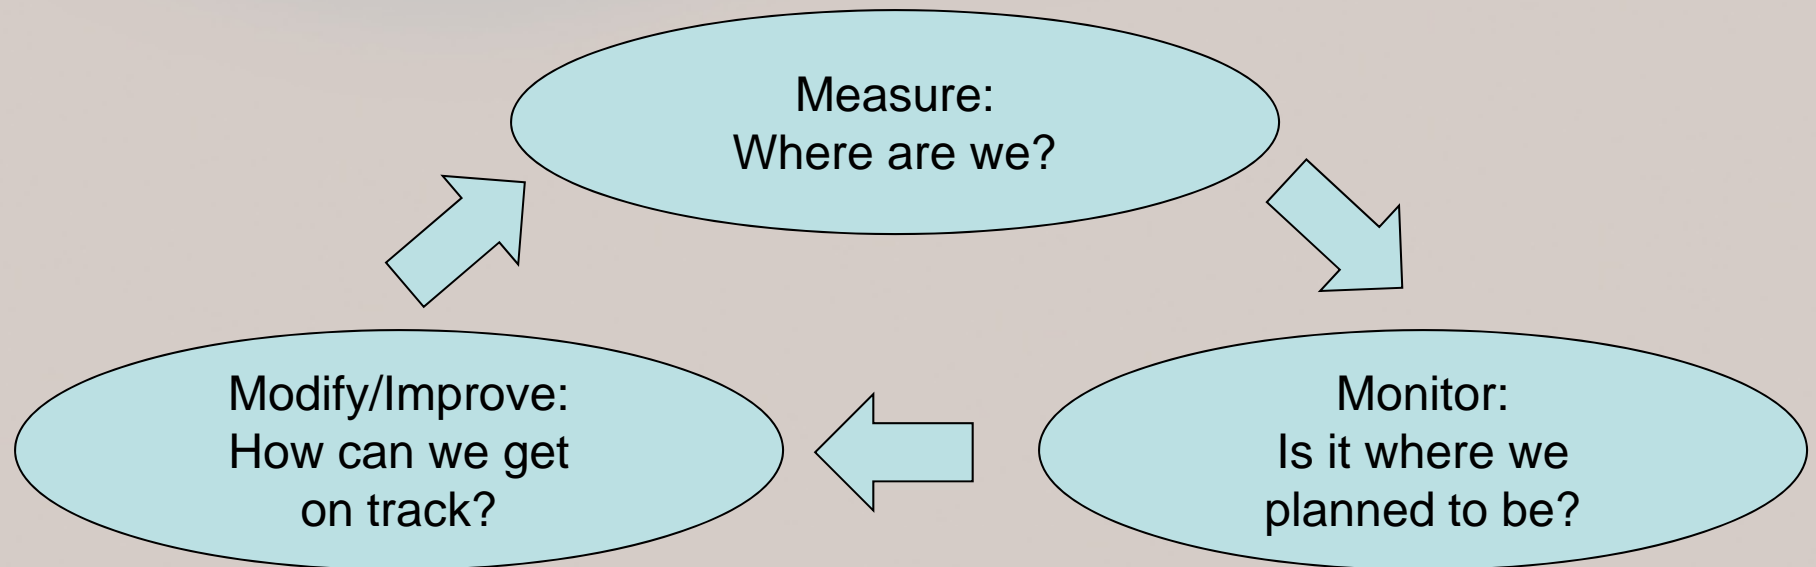 Measure:
Where are we?
Modify/Improve:
How can we get
on track?
Monitor:
Is it where we
planned to be?